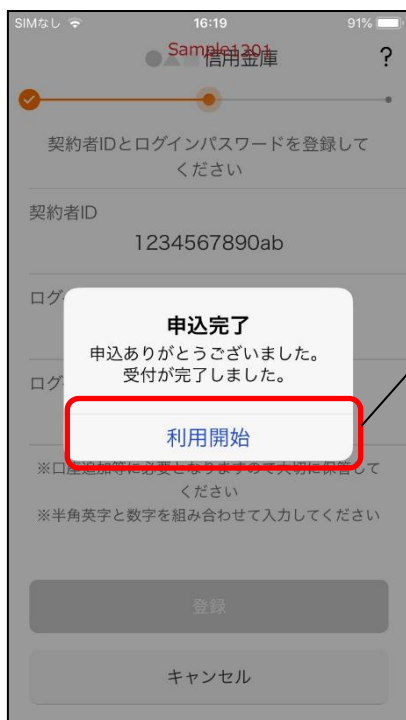 SIMなし 16:19 91%
Sample1201
●▲■信用金庫 ?
契約者IDとログインパスワードを登録して
ください
契約者ID
1234567890ab
ログ
申込完了
申込ありがとうございました。
受付が完了しました。
ログ
利用開始
※口座追加等に必要となりますので大切に保管して
ください
※半角英字と数字を組み合わせて入力してください
登録
キャンセル